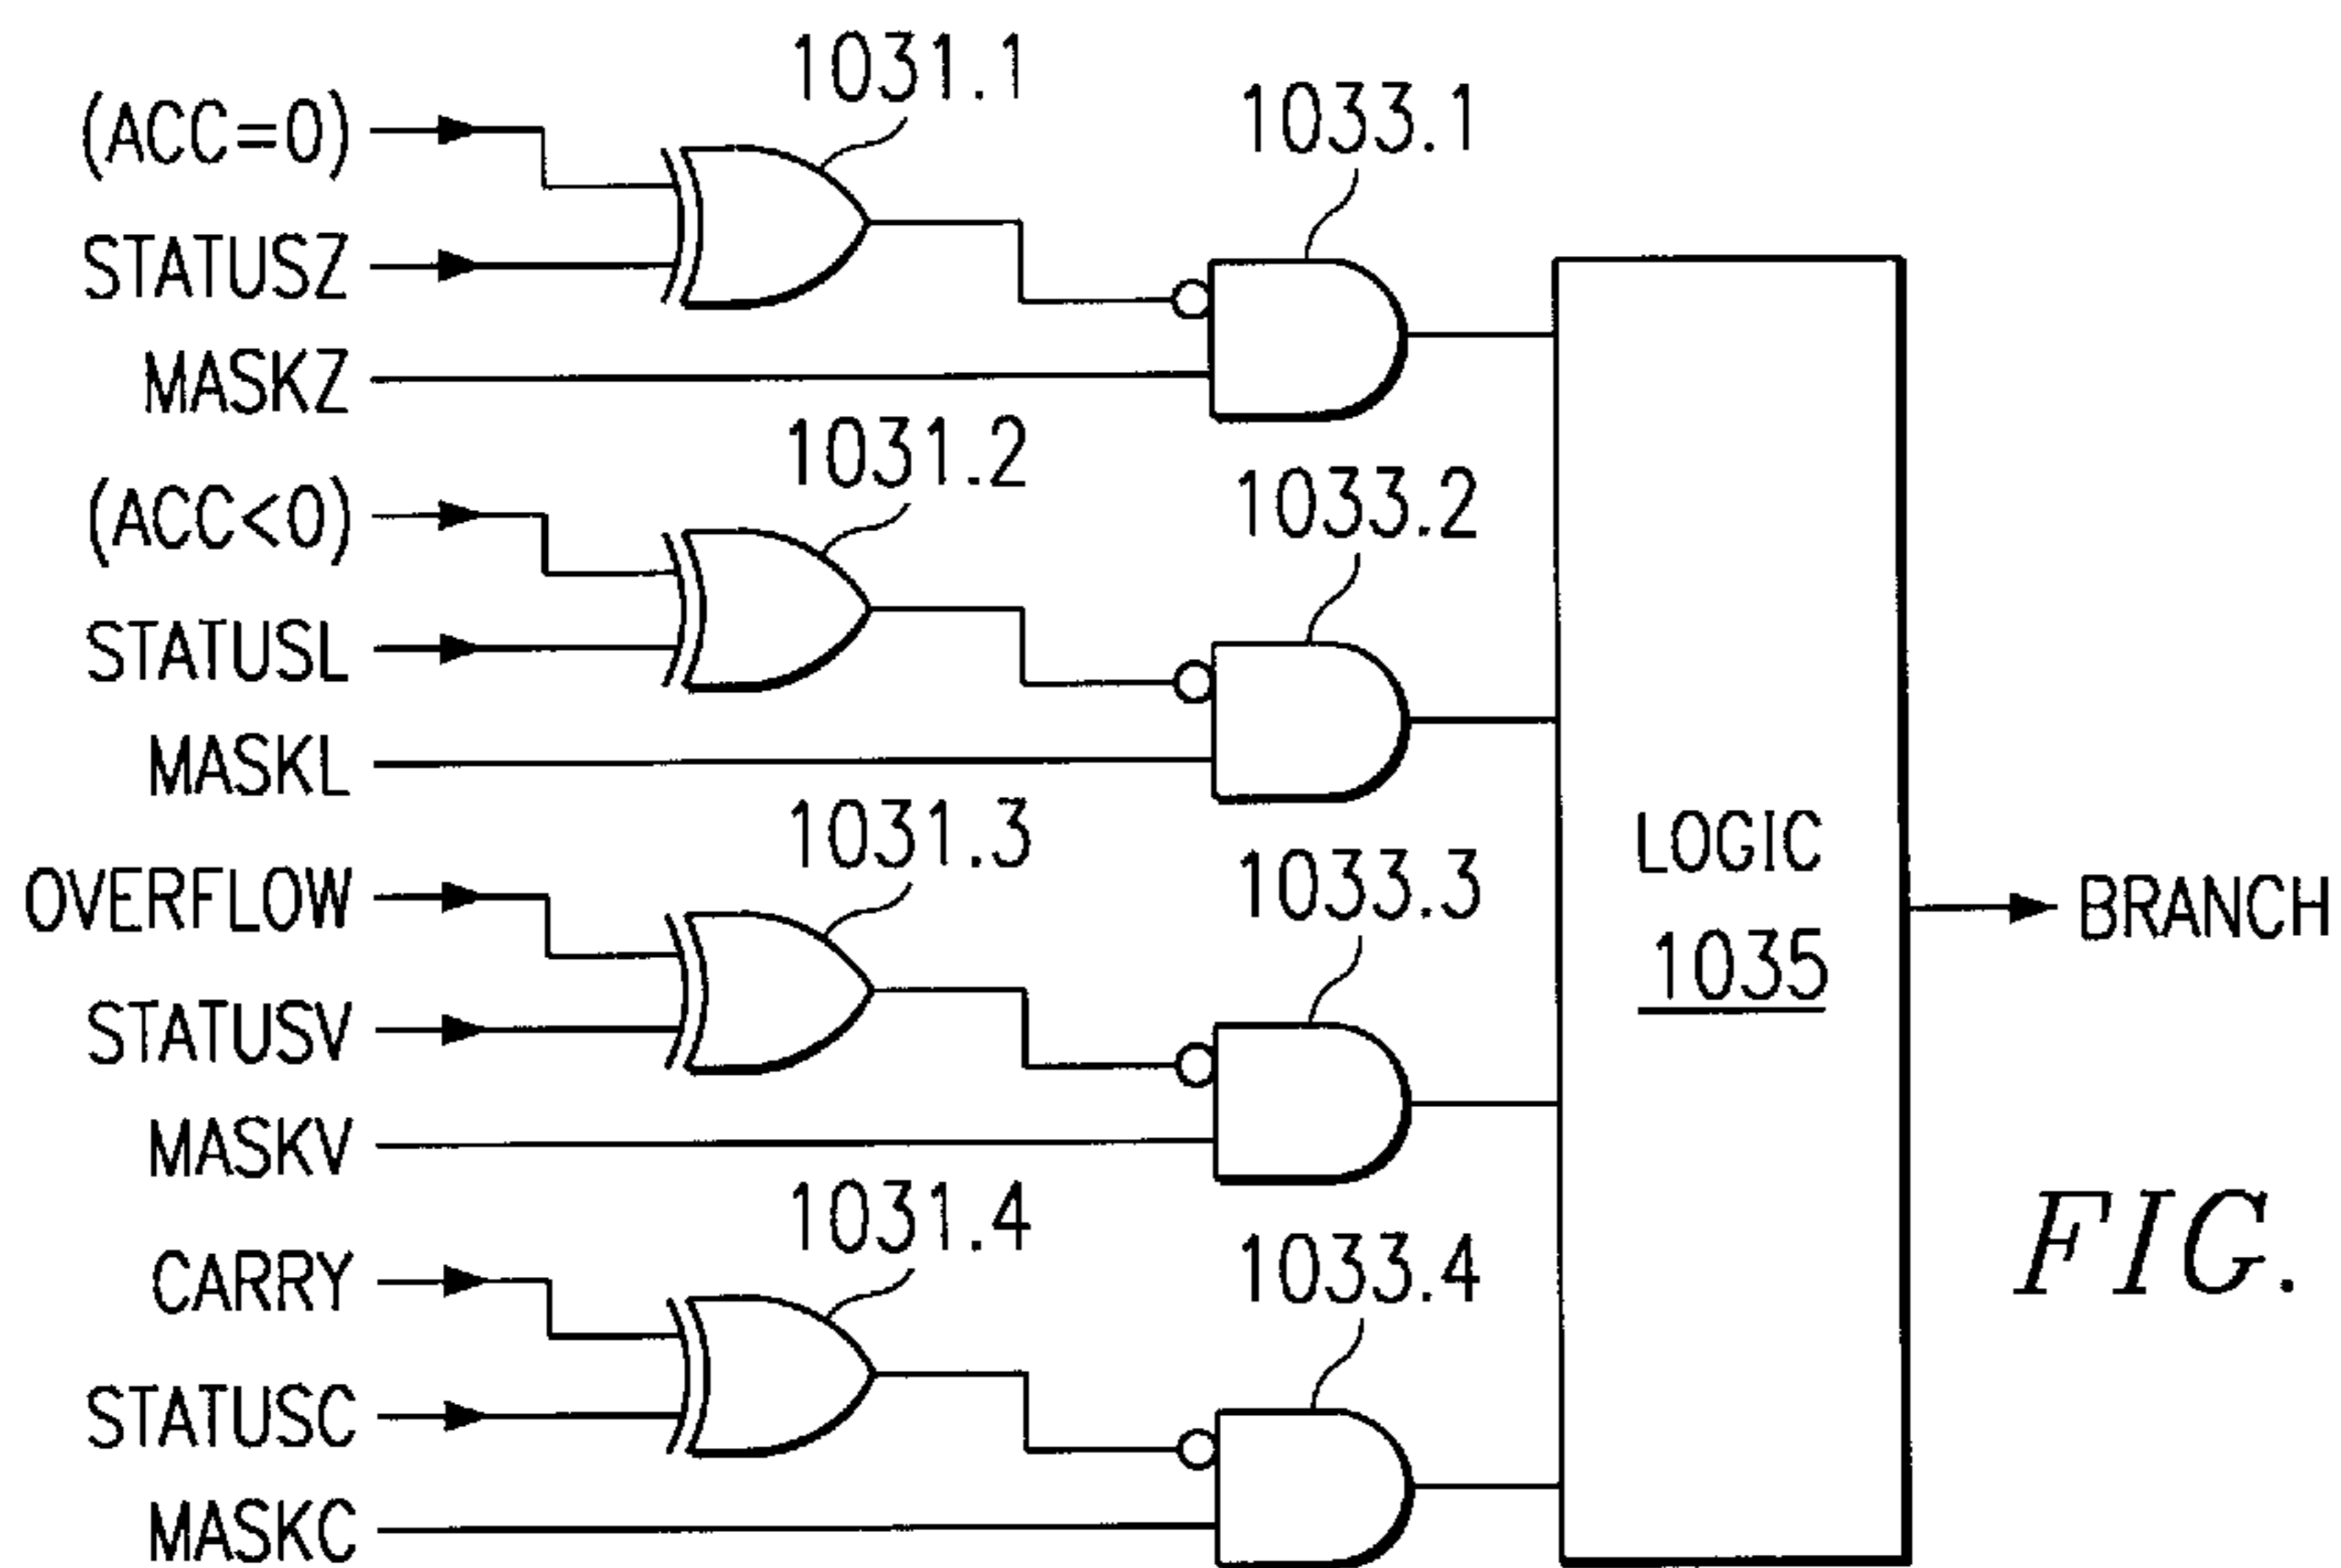 1031.1
(ACC=0)
1033.1
STATUSZ
MASKZ
1031.2
(ACC<0)
1033.2
STATUSL
MASKL
1031.3
OVERFLOW
1033.3
LOGIC
1035
BRANCH
STATUSV
MASKV
1031.4
CARRY
1033.4
FIG.
STATUSC
MASKC